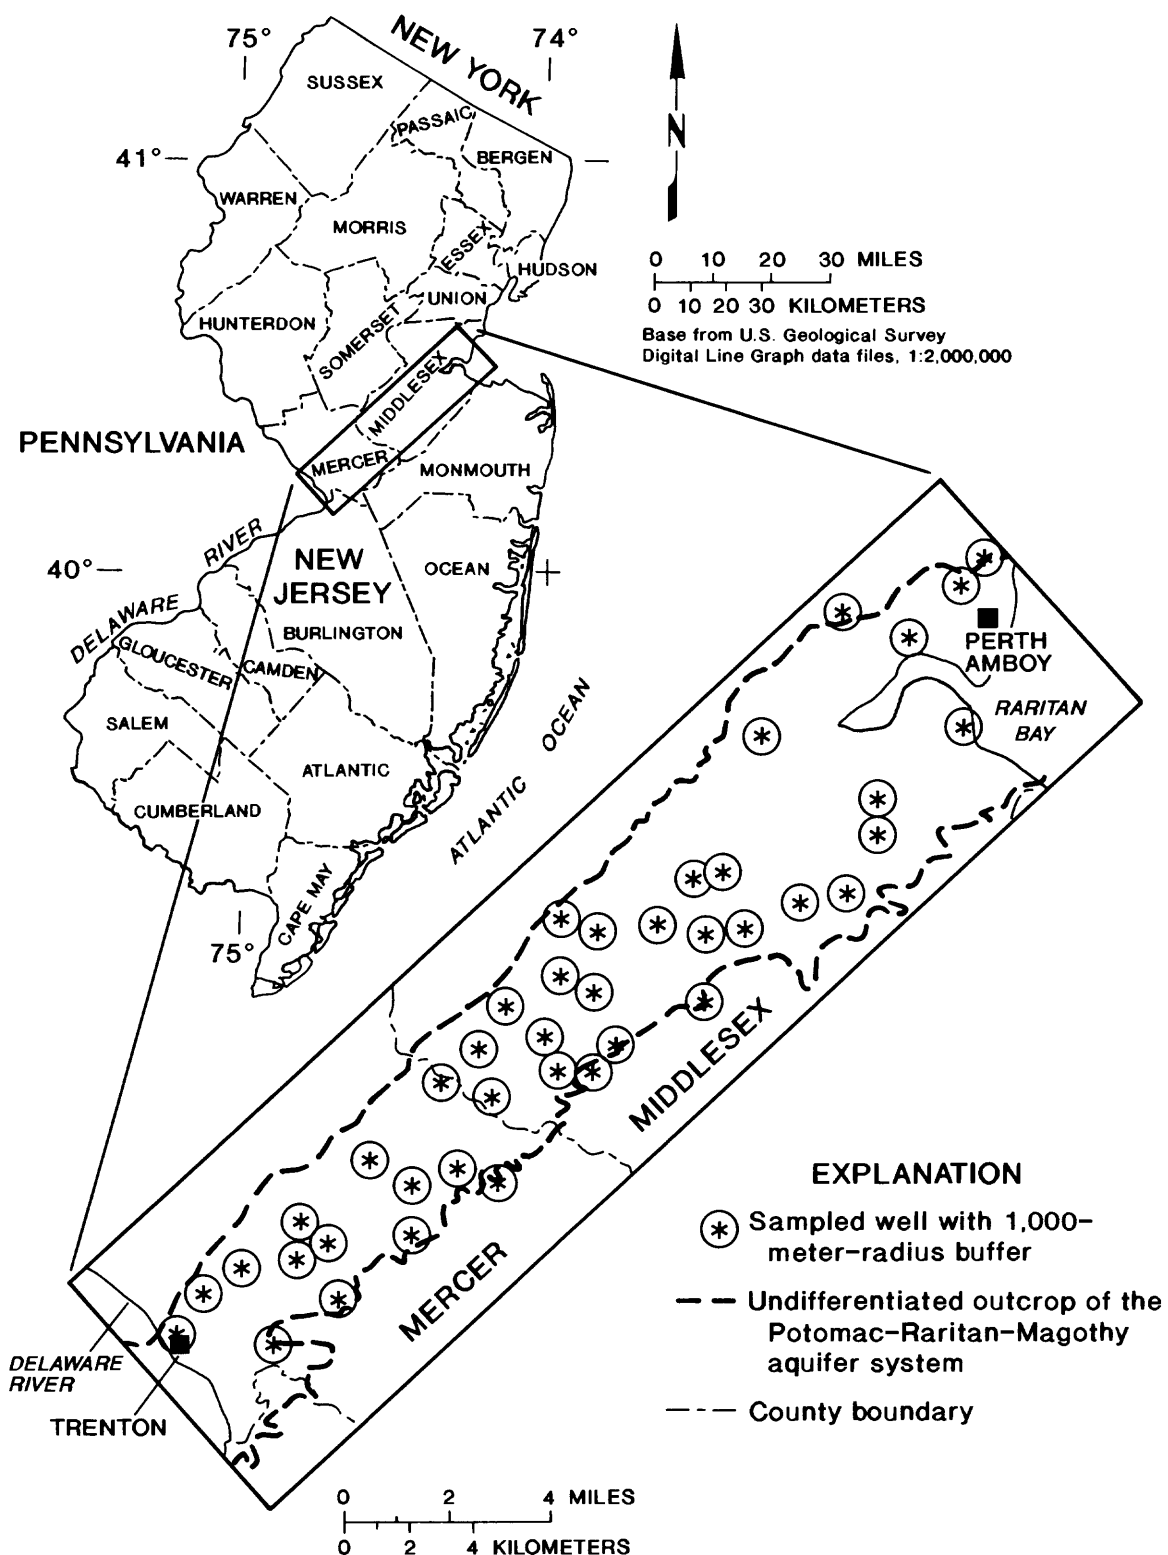 75°
74°
NEW YORK
SUSSEX
PASSAIC
N
41°
BERGEN
WARREN
MORRIS
ESSEX
HUDSON
0 10 20 30 MILES
UNION
0 10 20 30 KILOMETERS
HUNTERDON
SOMERSET
Base from U.S. Geological Survey
Digital Line Graph data files, 1:2,000,000
MIDDLESEX
PENNSYLVANIA
MERCER
MONMOUTH
DELAWARE RIVER
40°
NEW
JERSEY
OCEAN
BURLINGTON
GLOUCESTER
CAMDEN
SALEM
ATLANTIC
CUMBERLAND
ATLANTIC OCEAN
CAPE MAY
75°
PERTH
AMBOY
RARITAN
BAY
MIDDLESEX
MERCER
DELAWARE
RIVER
TRENTON
EXPLANATION
Sampled well with 1,000-
meter-radius buffer
Undifferentiated outcrop of the
Potomac-Raritan-Magothy
aquifer system
County boundary
0 2 4 MILES
0 2 4 KILOMETERS